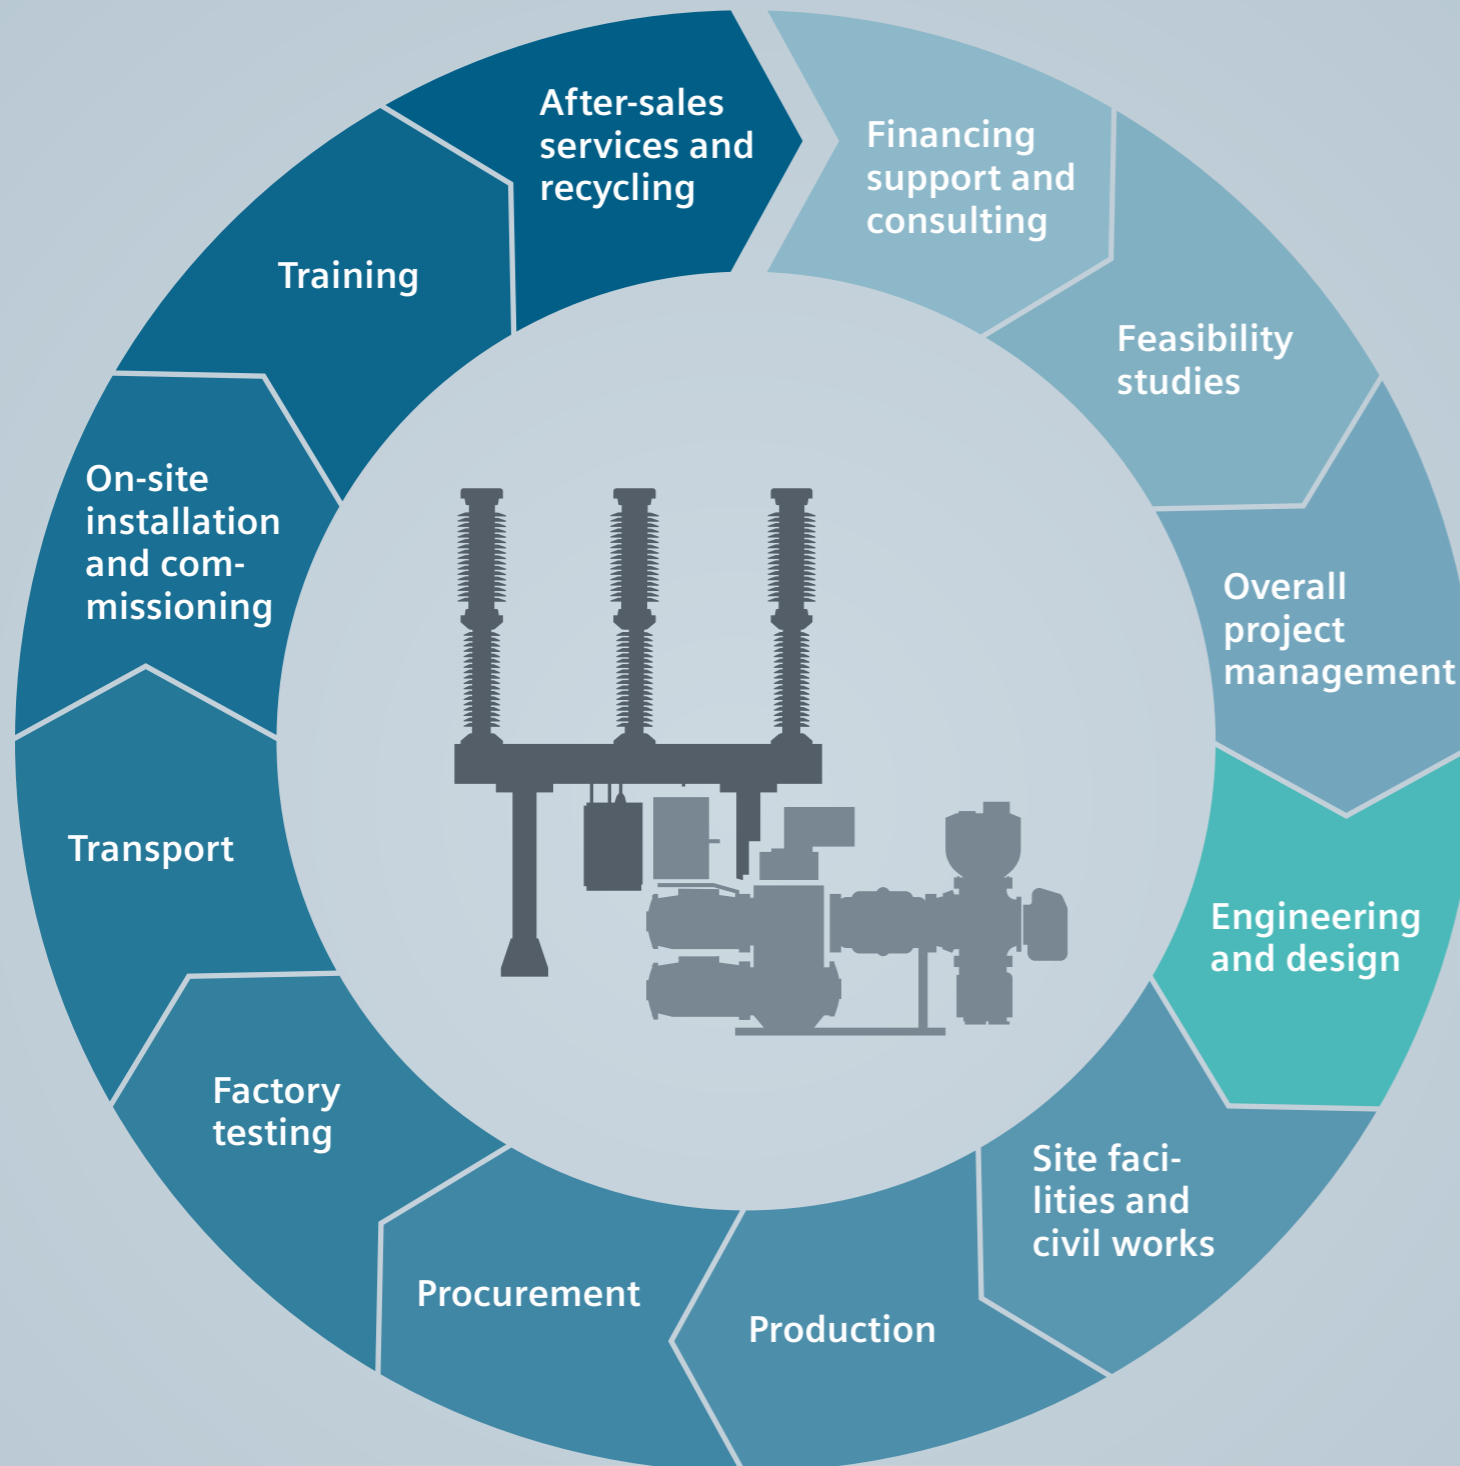 Financing
support and
consulting
Feasibility
studies
Overall
project
management
Engineering
and design
Site faci-
lities and
civil works
Production
Procurement
Factory
testing
Transport
On-site
installation
and com-
missioning
Training
After-sales
services and
recycling